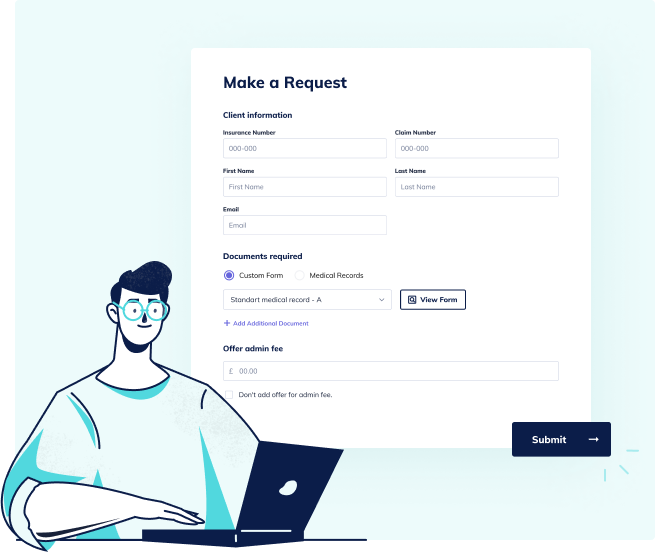 Make a Request
Client information
Insurance Number
Claim Number
000-000
000-000
First Name
Last Name
First Name
Last Name
Email
Email
Documents required
Custom Form
Medical Records
Standart medical record - A
View Form
+ Add Additional Document
Offer admin fee
£ 00.00
Don't add offer for admin fee.
Submit →